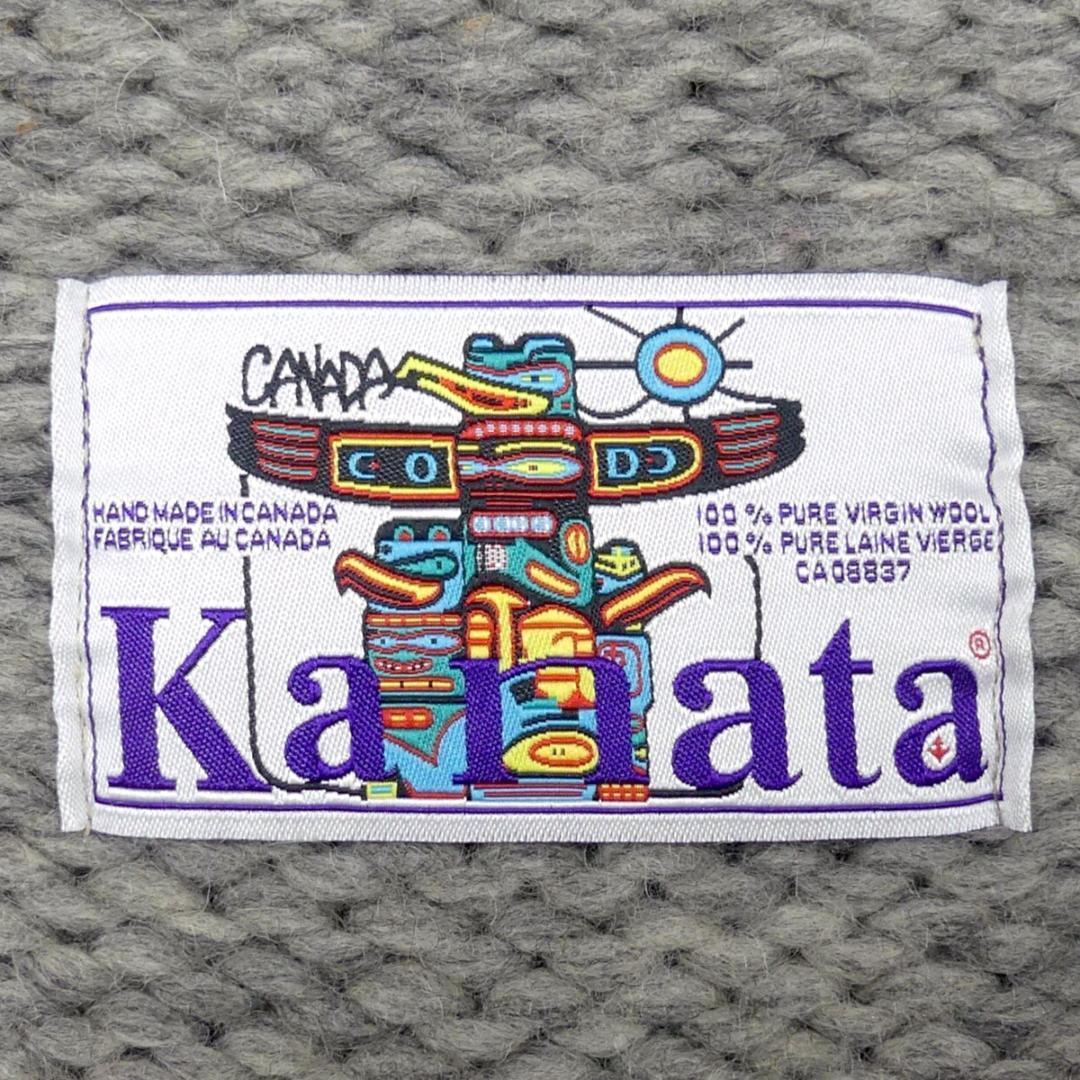 CANADA
HAND MADE IN CANADA
FABRIQUE AU CANADA
100 % PURE VIRGIN WOOL
100 % PURE LAINE VIERGE
CA08837
Kanata ®